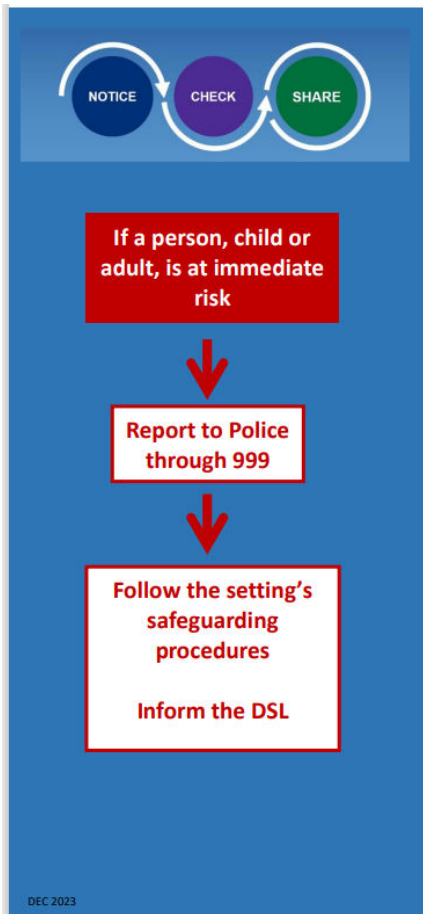 NOTICE
CHECK
SHARE
If a person, child or
adult, is at immediate
risk
Report to Police
through 999
Follow the setting’s
safeguarding
procedures
Inform the DSL
DEC 2023